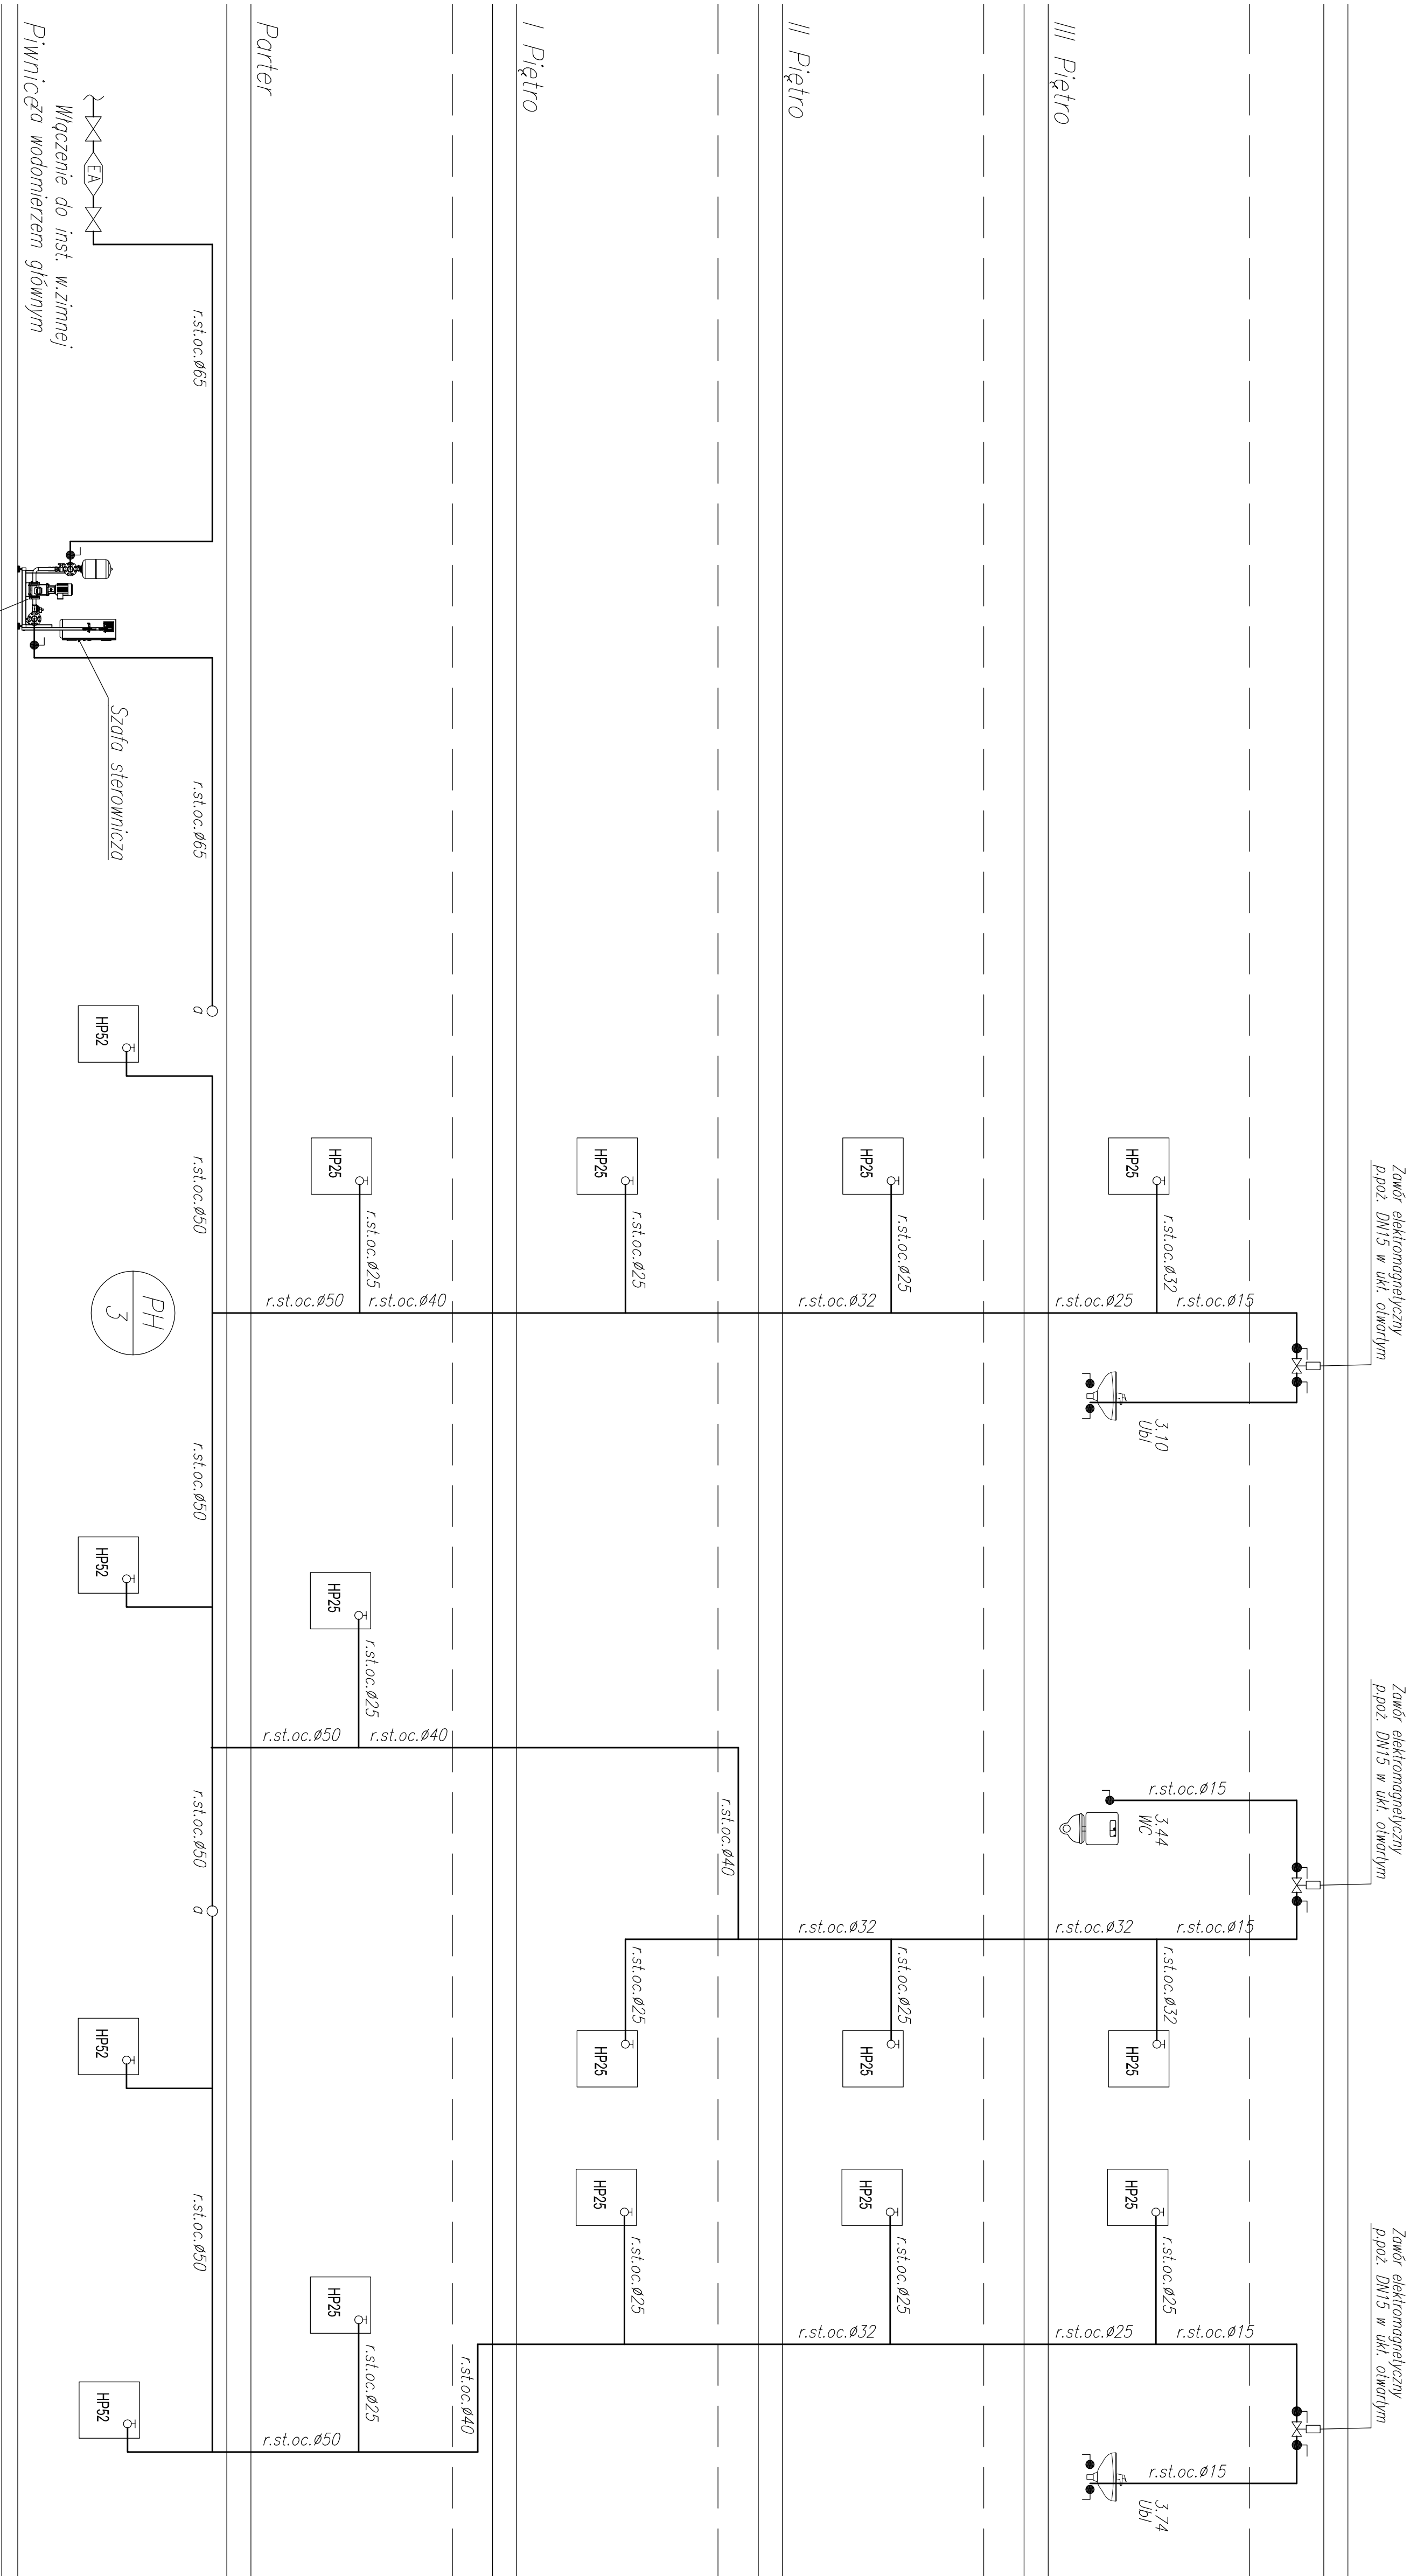 Zawór elektromagnetyczny
p.poż. DN15 w ukł. otwartym
Zawór elektromagnetyczny
p.poż. DN15 w ukł. otwartym
Zawór elektromagnetyczny
p.poż. DN15 w ukł. otwartym
III Piętro
HP25
r.st.oc.Ø32
r.st.oc.Ø25
r.st.oc.Ø15
3.10
Ubl
r.st.oc.Ø15
3.44
WC
r.st.oc.Ø32
r.st.oc.Ø15
r.st.oc.Ø32
HP25
HP25
r.st.oc.Ø25
r.st.oc.Ø25
r.st.oc.Ø15
r.st.oc.Ø15
3.74
Ubl
II Piętro
HP25
r.st.oc.Ø25
r.st.oc.Ø32
r.st.oc.Ø32
r.st.oc.Ø25
HP25
HP25
r.st.oc.Ø25
r.st.oc.Ø32
I Piętro
HP25
r.st.oc.Ø25
r.st.oc.Ø40
r.st.oc.Ø25
HP25
HP25
r.st.oc.Ø25
Parter
HP25
r.st.oc.Ø25
r.st.oc.Ø50
r.st.oc.Ø40
HP25
r.st.oc.Ø25
r.st.oc.Ø50
r.st.oc.Ø40
HP25
r.st.oc.Ø25
r.st.oc.Ø40
r.st.oc.Ø50
Piwnice
EA
Włączenie do inst. w.zimnej
za wodomierzem głównym
r.st.oc.Ø65
Szafa sterownicza
r.st.oc.Ø65
a
HP52
r.st.oc.Ø50
PH
3
r.st.oc.Ø50
HP52
r.st.oc.Ø50
a
HP52
r.st.oc.Ø50
HP52